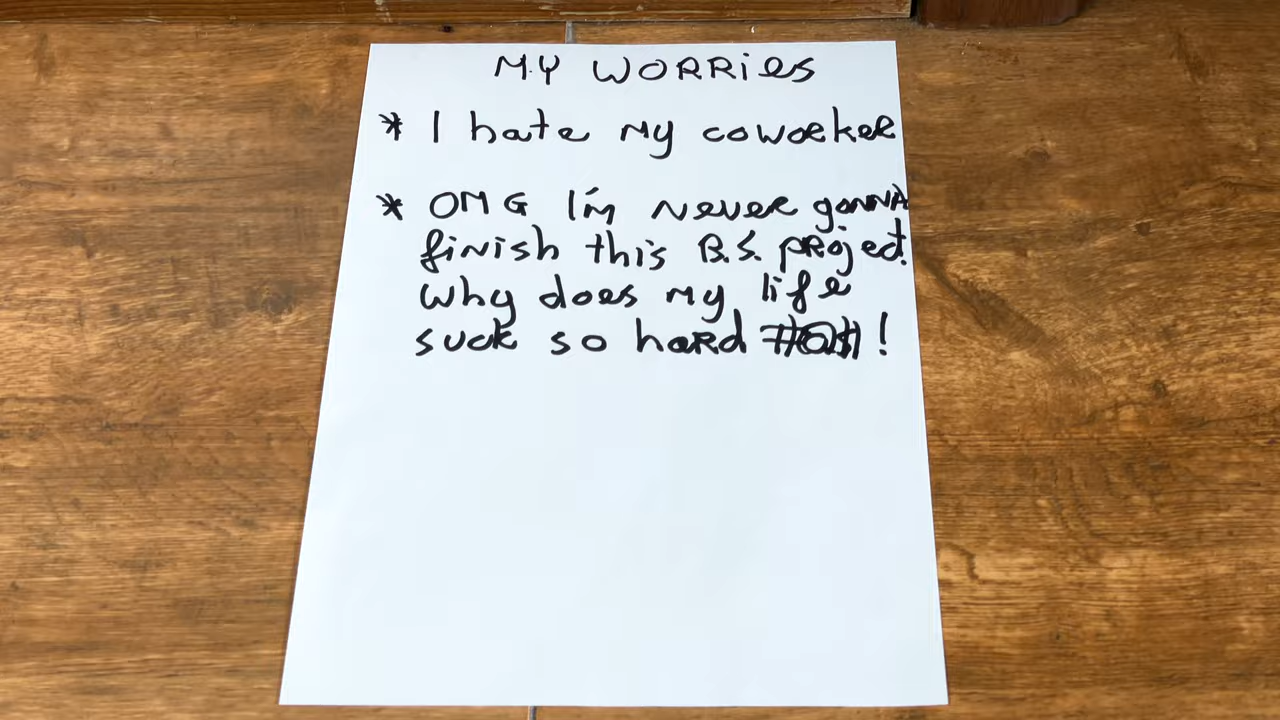 MY WORRies
* I hate my coworker
* OMG I'm never gonna
finish this B.S. project.
Why does my life
suck so hard #@$#!